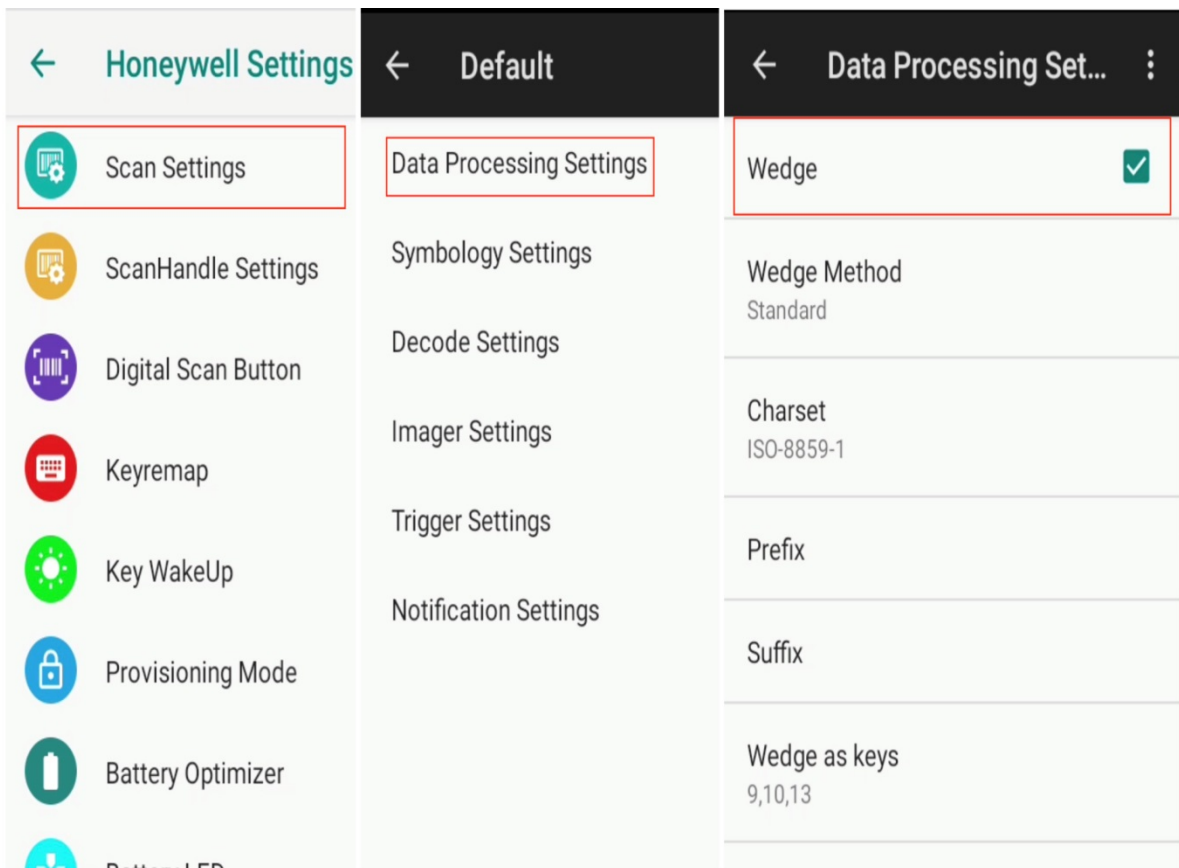 Honeywell Settings
Scan Settings
ScanHandle Settings
Digital Scan Button
Keyremap
Key WakeUp
Provisioning Mode
Battery Optimizer
Default
Data Processing Settings
Symbology Settings
Decode Settings
Imager Settings
Trigger Settings
Notification Settings
Data Processing Set...
Wedge
Wedge Method
Standard
Charset
ISO-8859-1
Prefix
Suffix
Wedge as keys
9,10,13